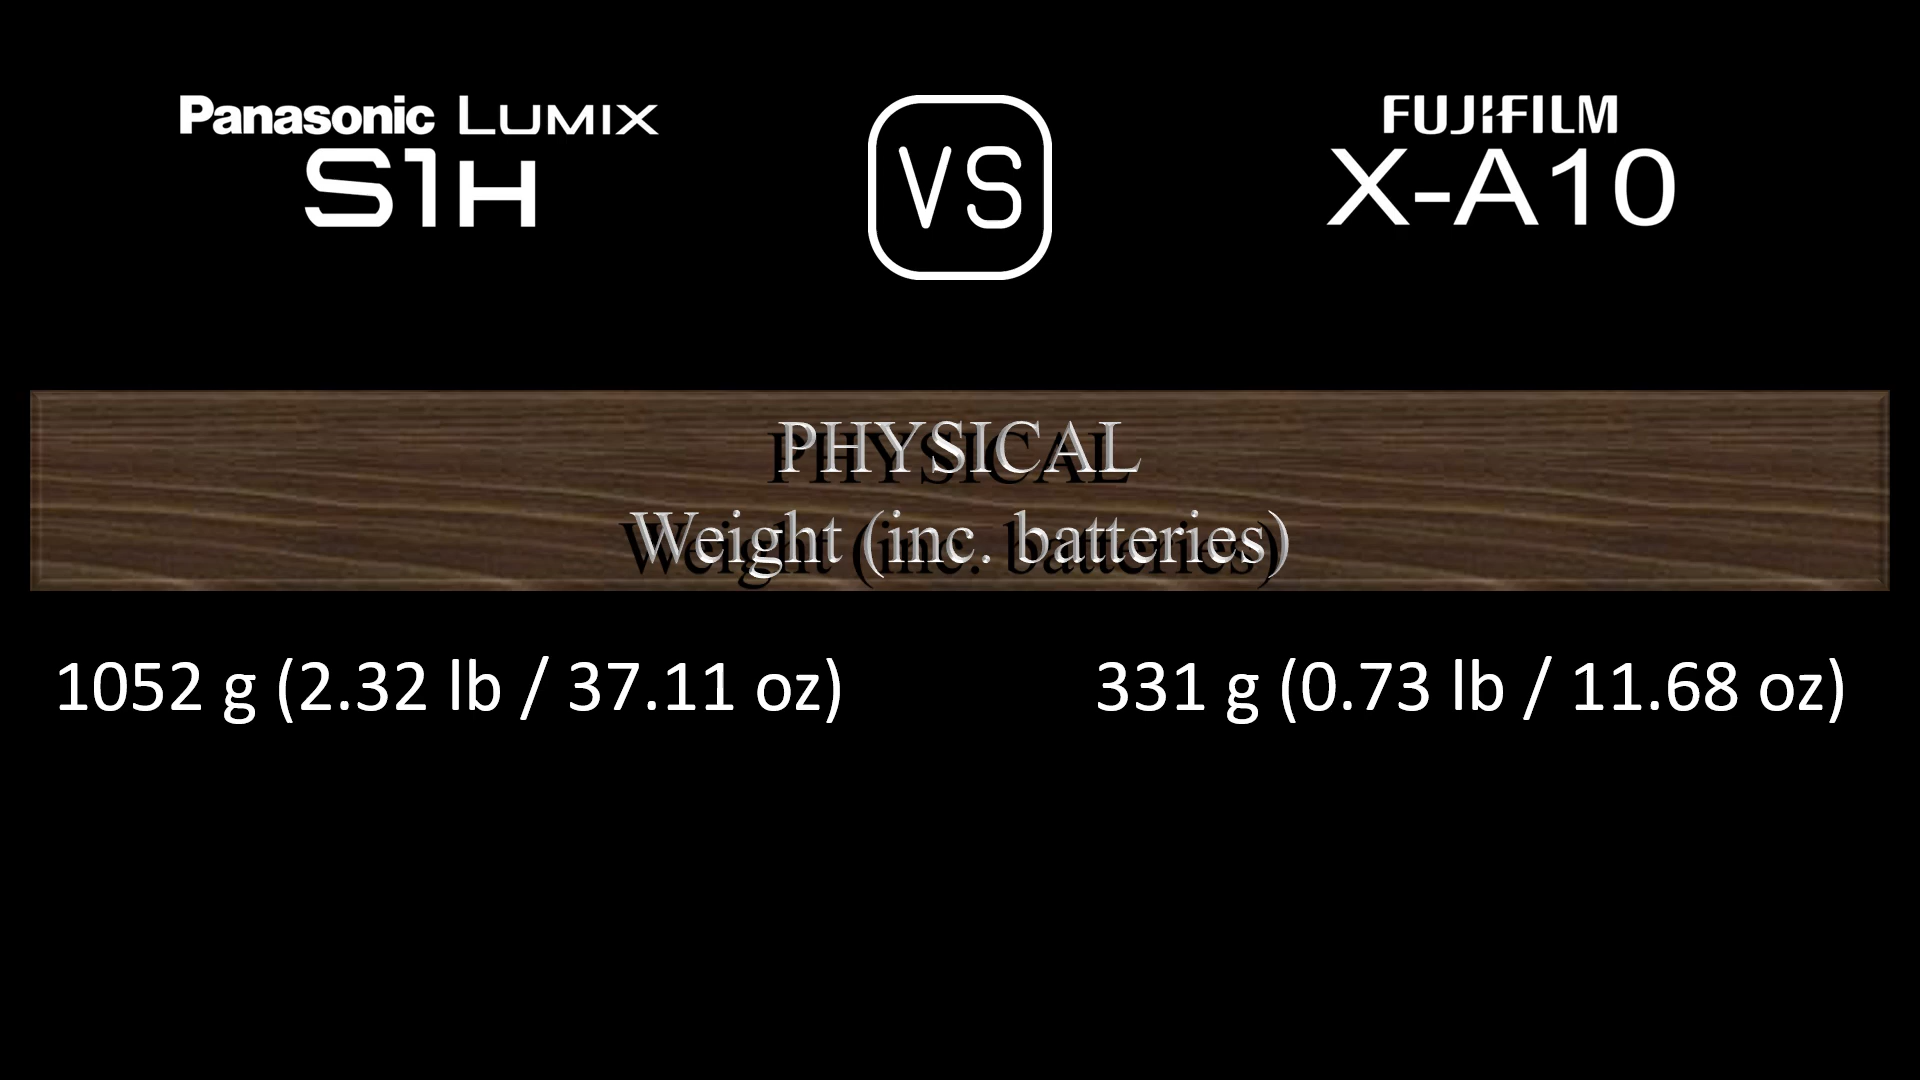 Panasonic LUMIX
S1H
VS
FUJIFILM
X-A10
PHYSICAL
Weight (inc. batteries)
1052 g (2.32 lb / 37.11 oz)
331 g (0.73 lb / 11.68 oz)